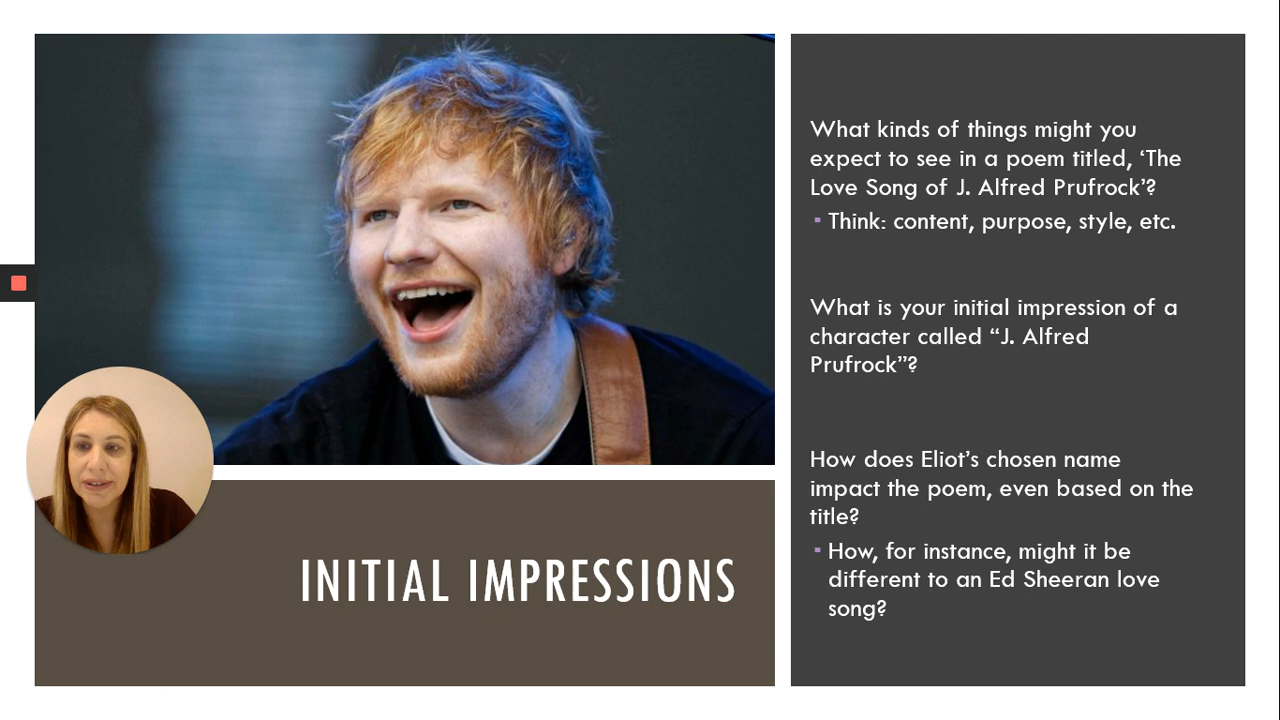 What kinds of things might you
expect to see in a poem titled, ‘The
Love Song of J. Alfred Prufrock’?
▪ Think: content, purpose, style, etc.
What is your initial impression of a
character called “J. Alfred
Prufrock”?
How does Eliot’s chosen name
impact the poem, even based on the
title?
▪ How, for instance, might it be
different to an Ed Sheeran love
song?
INITIAL IMPRESSIONS